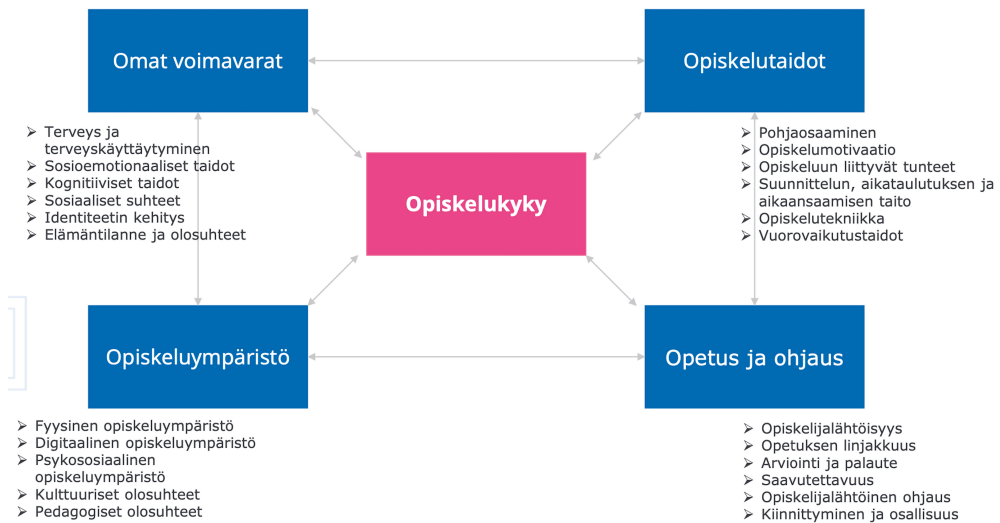 Omat voimavarat
Opiskelutaidot
➢ Terveys ja
terveyskäyttäytyminen
➢ Sosioemotionaaliset taidot
➢ Kognitiiviset taidot
➢ Sosiaaliset suhteet
➢ Identiteetin kehitys
➢ Elämäntilanne ja olosuhteet
➢ Pohjaosaaminen
➢ Opiskelumotivaatio
➢ Opiskeluun liittyvät tunteet
➢ Suunnittelun, aikataulutuksen ja
aikaansaamisen taito
➢ Opiskelutekniikka
➢ Vuorovaikutustaidot
Opiskelukyky
Opiskeluympäristö
Opetus ja ohjaus
➢ Fyysinen opiskeluympäristö
➢ Digitaalinen opiskeluympäristö
➢ Psykososiaalinen
opiskeluympäristö
➢ Kulttuuriset olosuhteet
➢ Pedagogiset olosuhteet
➢ Opiskelijalähtöisyys
➢ Opetuksen linjakkuus
➢ Arviointi ja palaute
➢ Saavutettavuus
➢ Opiskelijalähtöinen ohjaus
➢ Kiinnittyminen ja osallisuus